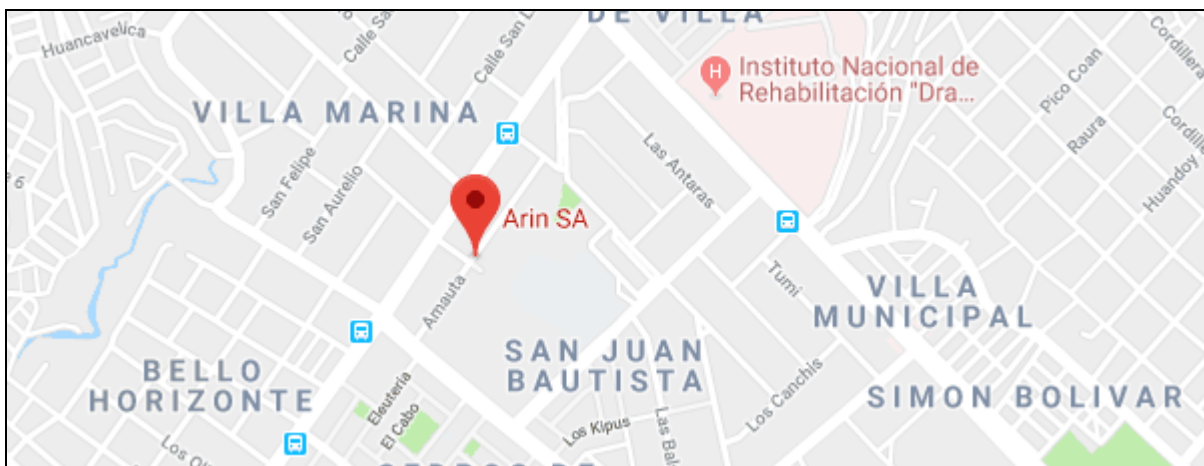 DE VILLA
Huancavelica
Calle San
Calle San L
Instituto Nacional de
Rehabilitación "Dra...
Cordillera
Pico Coan
Raura
Huandoy
VILLA MARINA
San Felipe
San Aurelio
Las Antaras
Arin SA
Amauta
Tumi
VILLA
MUNICIPAL
SAN JUAN
BAUTISTA
BELLO
HORIZONTE
Eleuteria
El Cabo
Los Kipus
Los Canchis
SIMON BOLIVAR